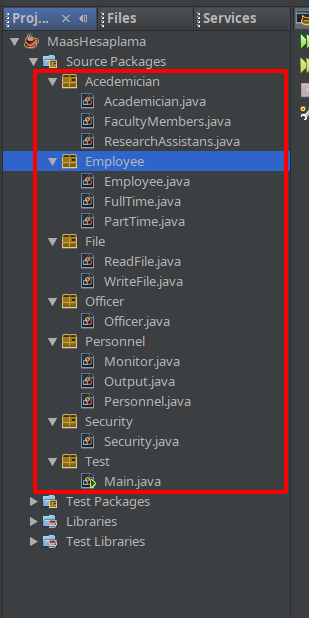 Proj... Files Services
MaasHesaplama
Source Packages
Acedemician
Academician.java
FacultyMembers.java
ResearchAssistans.java
Employee
Employee.java
FullTime.java
PartTime.java
File
ReadFile.java
WriteFile.java
Officer
Officer.java
Personnel
Monitor.java
Output.java
Personnel.java
Security
Security.java
Test
Main.java
Test Packages
Libraries
Test Libraries